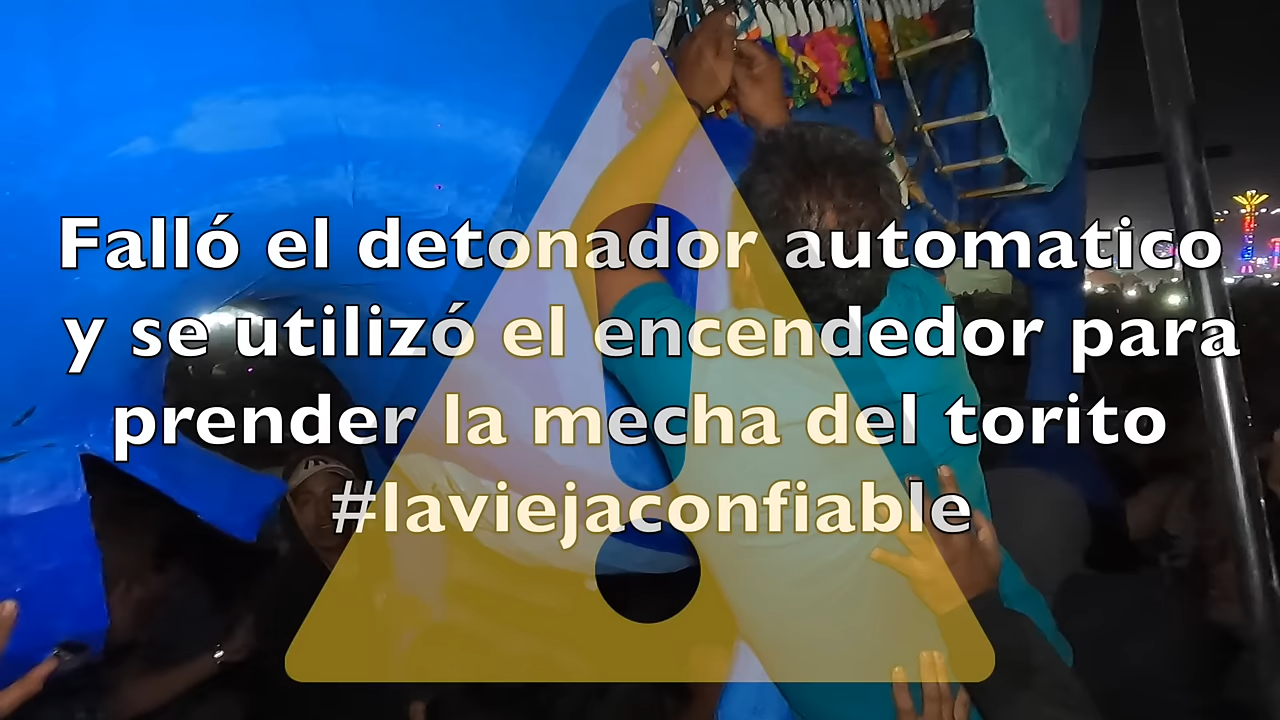 Falló el detonador automatico
y se utilizó el encendedor para
prender la mecha del torito
#laviejaconfiable